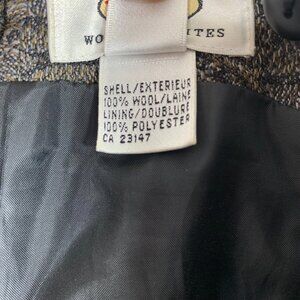 WO ITES
SHELL/EXTERIEUR
100% WOOL/LAINE
LINING/DOUBLURE
100% POLYESTER
CA 23147